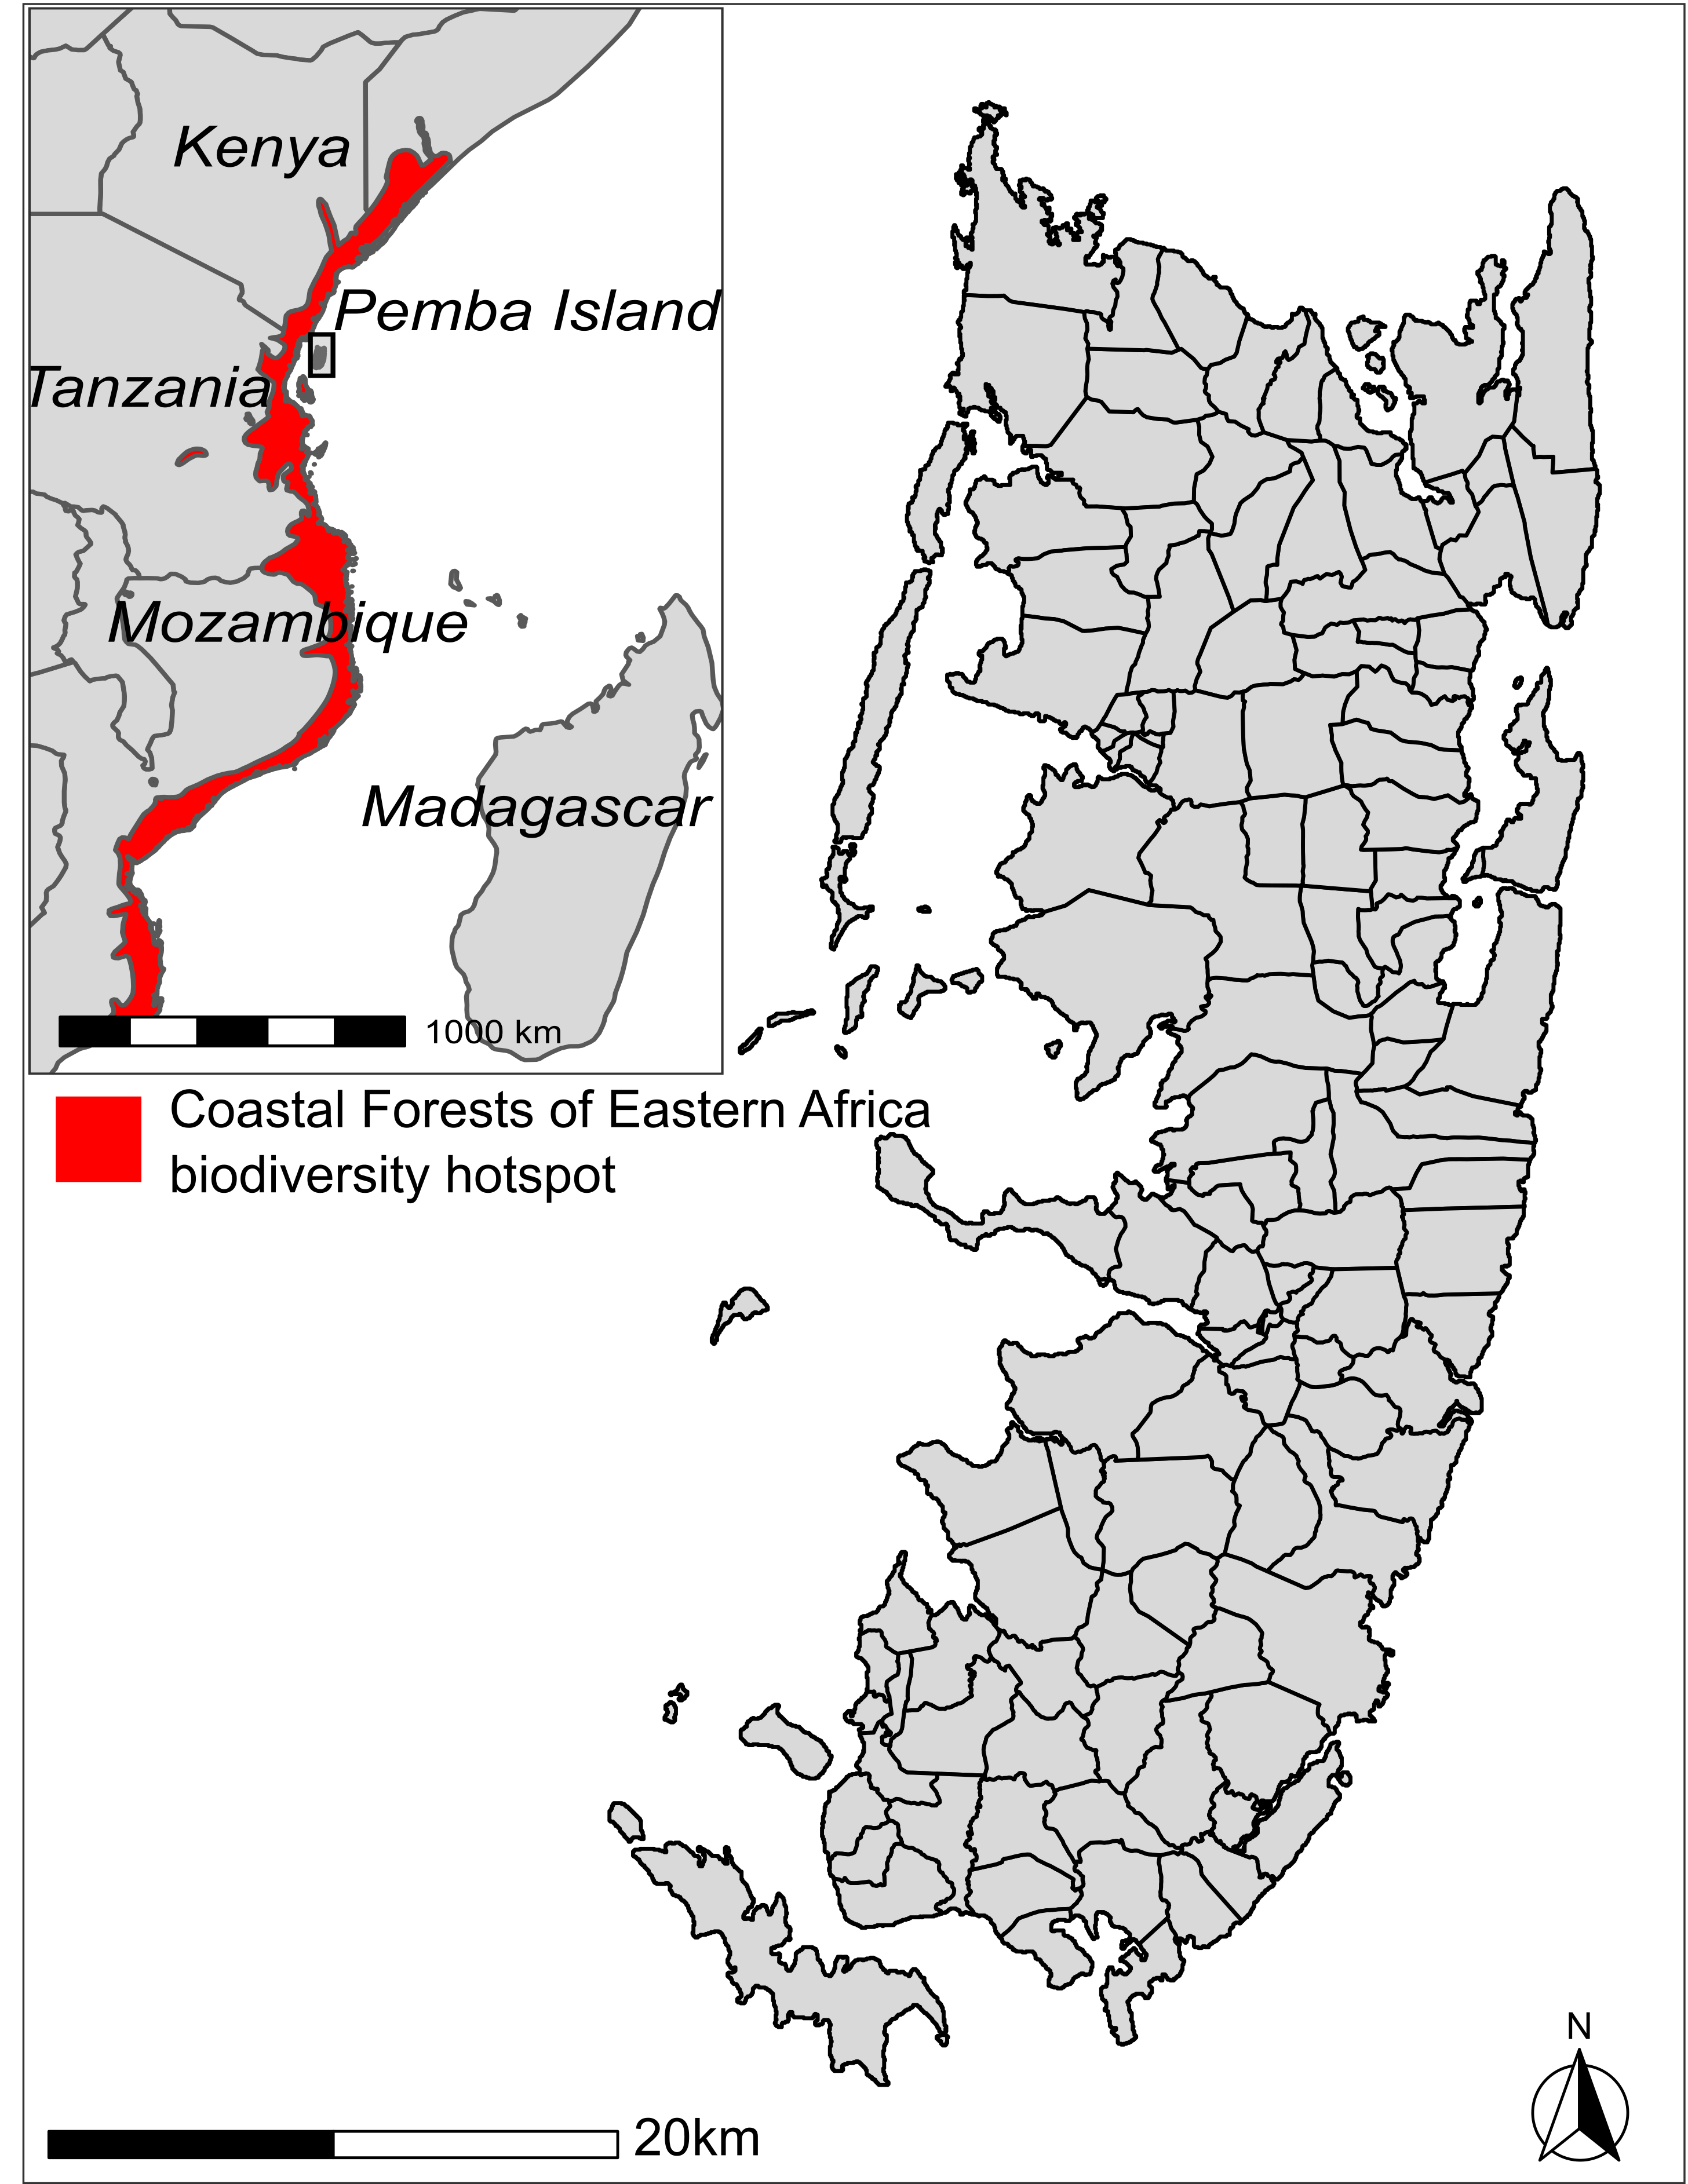 Kenya
Pemba Island
Tanzania
Mozambique
Madagascar
1000 km
Coastal Forests of Eastern Africa
biodiversity hotspot
N
20km